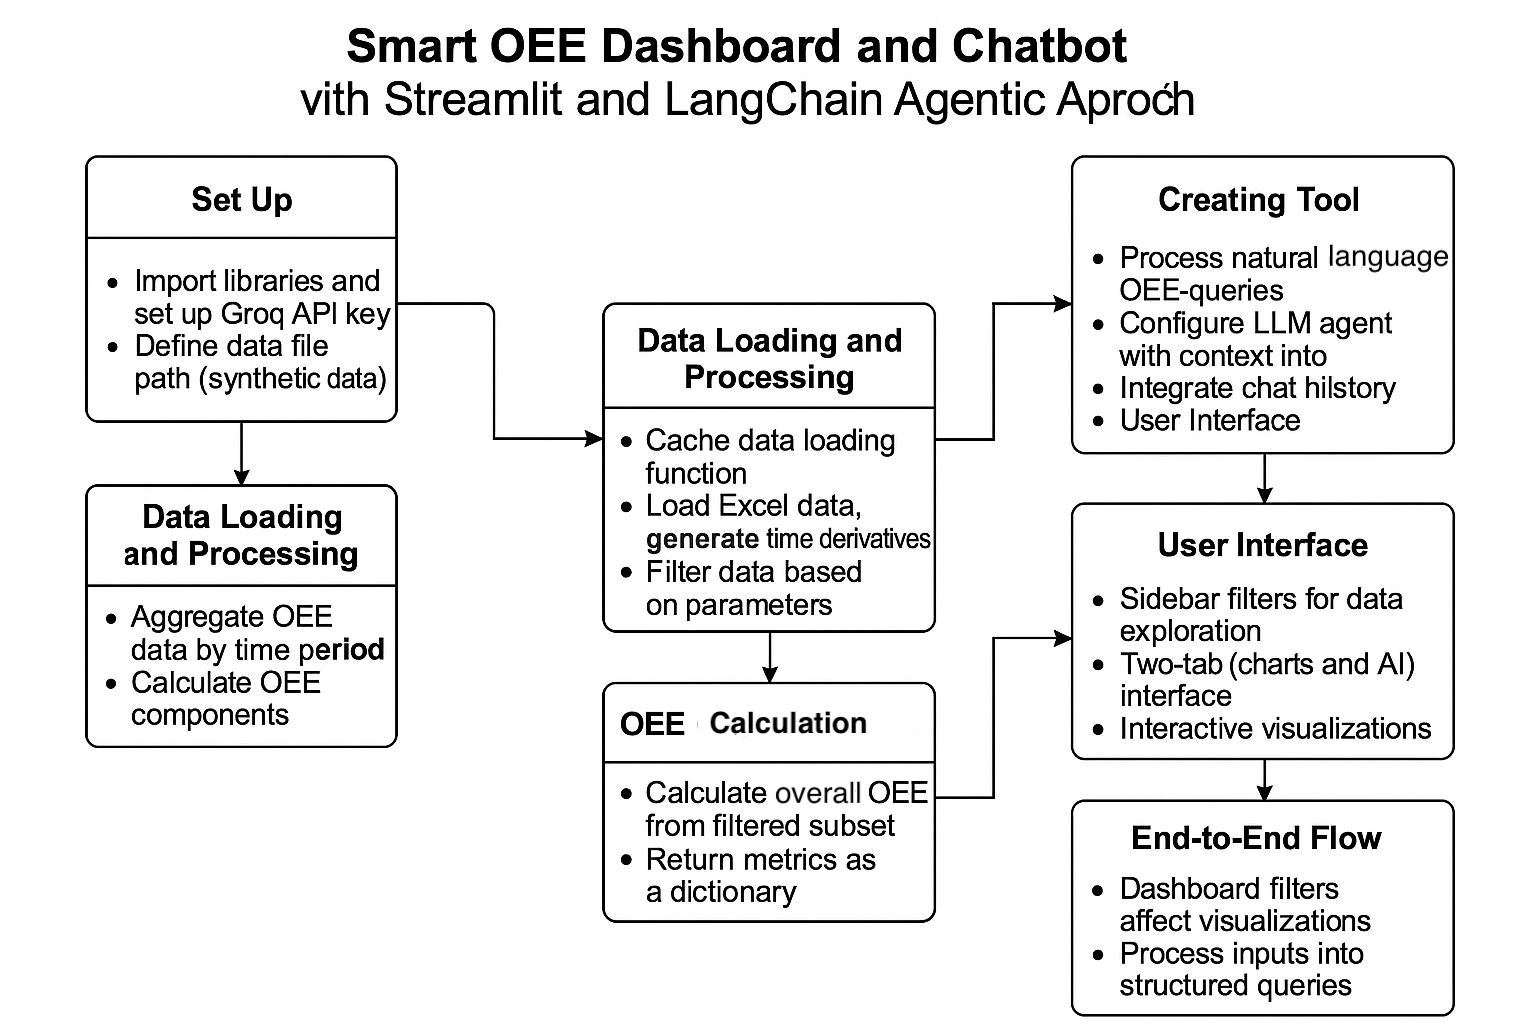 Smart OEE Dashboard and Chatbot
vith Streamlit and LangChain Agentic Aproćh
Set Up
• Import libraries and
set up Groq API key
• Define data file
path (synthetic data)
Data Loading
and Processing
• Aggregate OEE
data by time period
• Calculate OEE
components
Data Loading and
Processing
• Cache data loading
function
• Load Excel data,
generate time derivatives
• Filter data based
on parameters
OEE Calculation
• Calculate overall OEE
from filtered subset
• Return metrics as
a dictionary
Creating Tool
• Process natural language
OEE-queries
• Configure LLM agent
with context into
• Integrate chat hilstory
• User Interface
User Interface
• Sidebar filters for data
exploration
• Two-tab (charts and AI)
interface
• Interactive visualizations
End-to-End Flow
• Dashboard filters
affect visualizations
• Process inputs into
structured queries